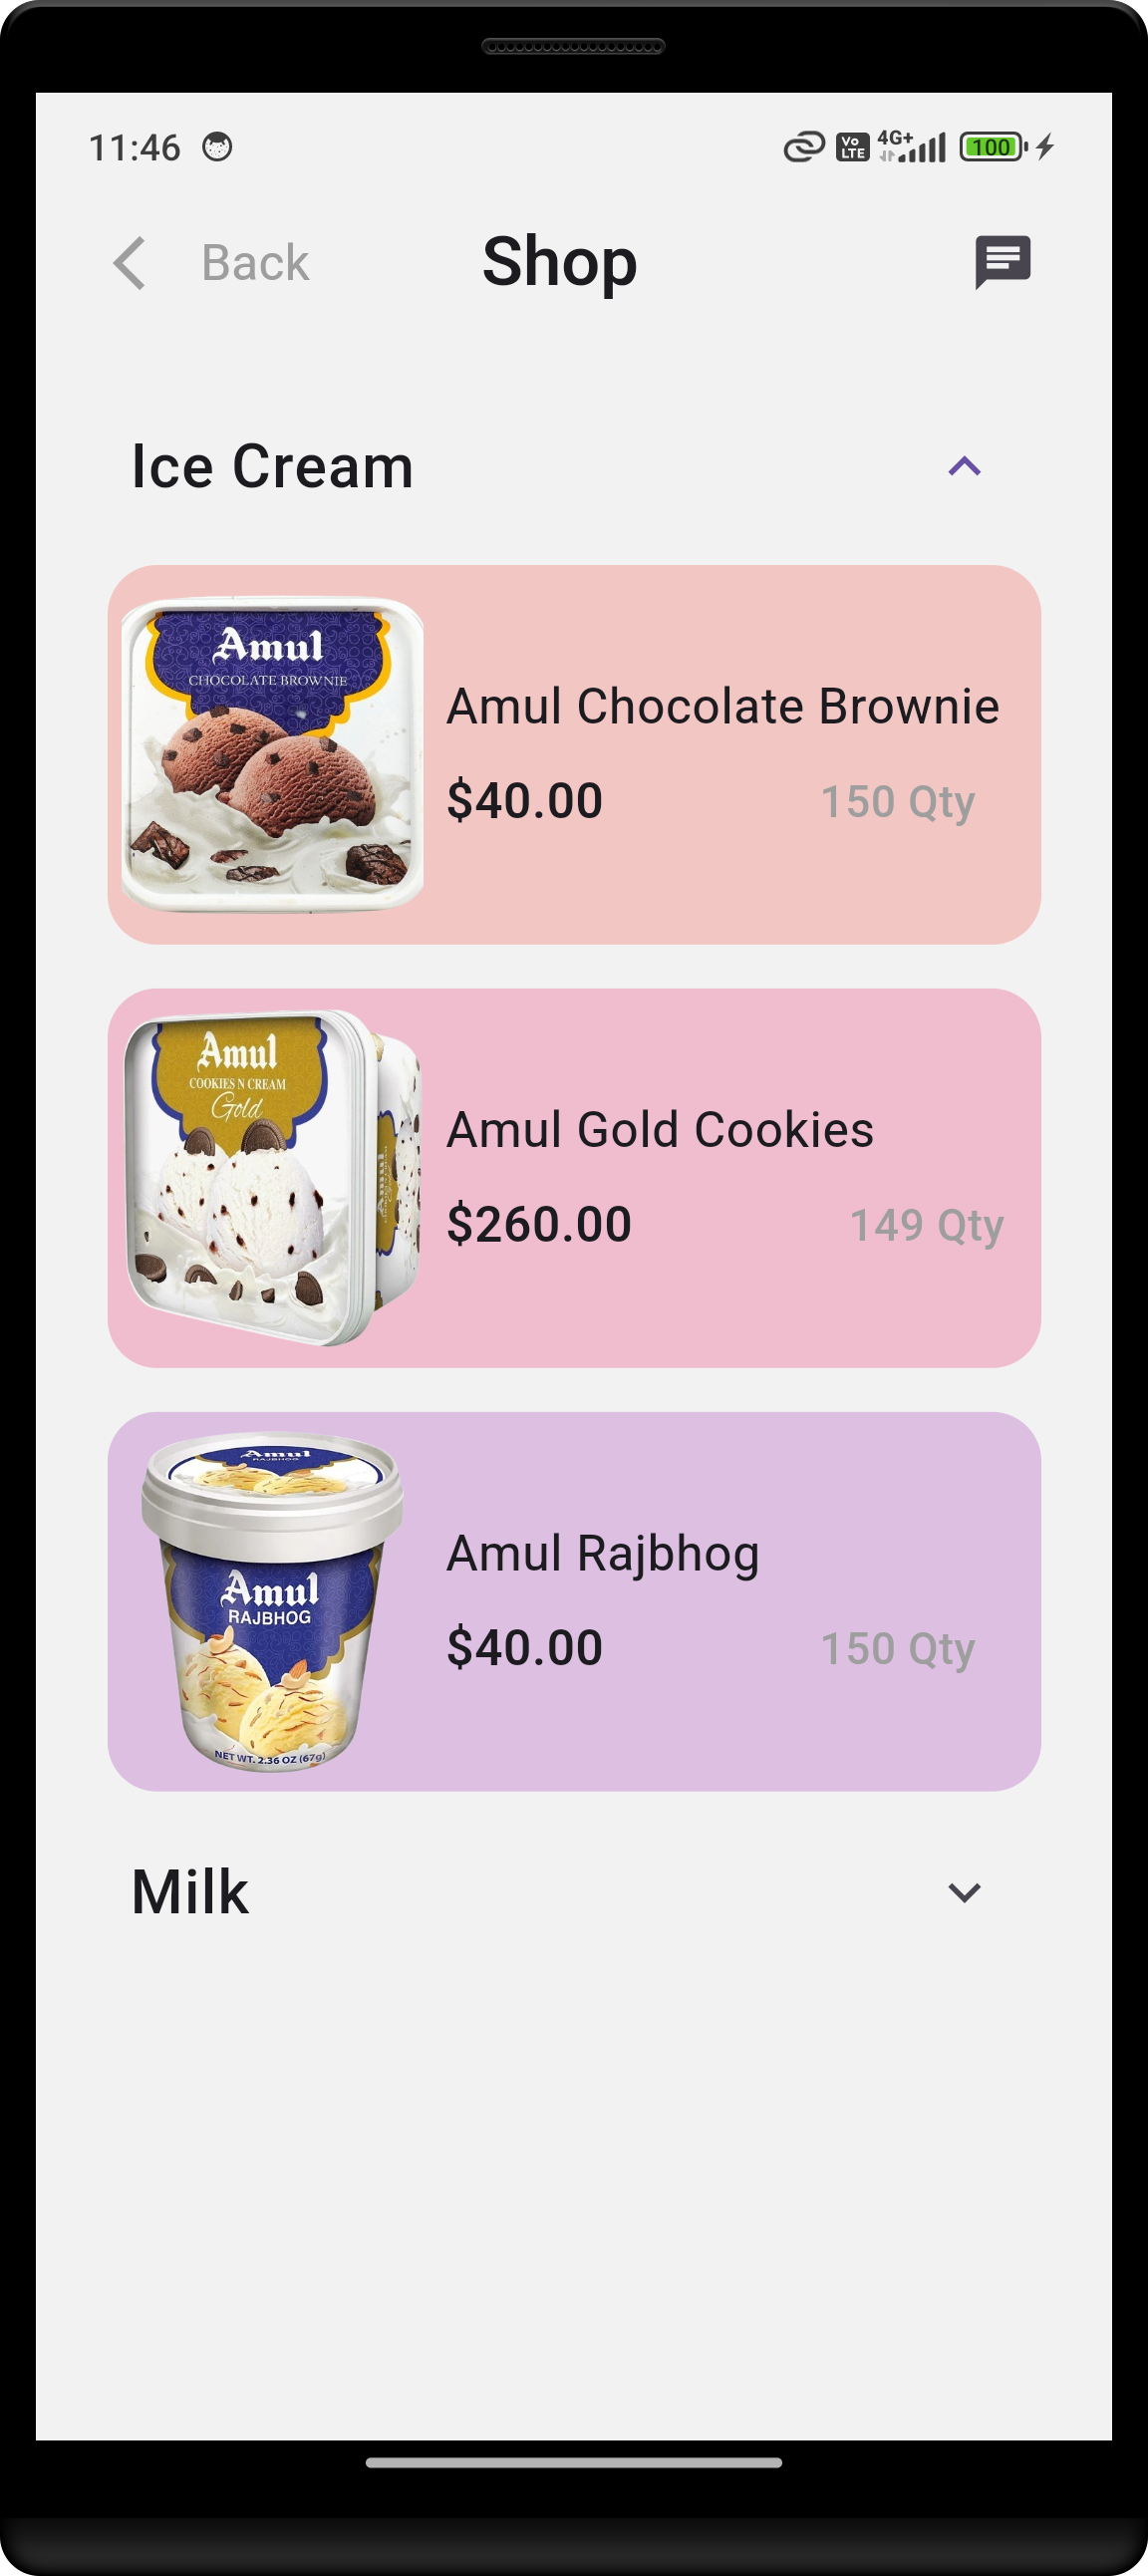 11:46
Vo LTE 4G+ 100
Back
Shop
Ice Cream
Amul
CHOCOLATE BROWNIE
Amul Chocolate Brownie
$40.00 150 Qty
Amul
COOKIES N CREAM
Gold
Amul Gold Cookies
$260.00 149 Qty
Amul
RAJBHOG
Amul
RAJBHOG
NET WT. 2.36 OZ (67g)
Amul Rajbhog
$40.00 150 Qty
Milk